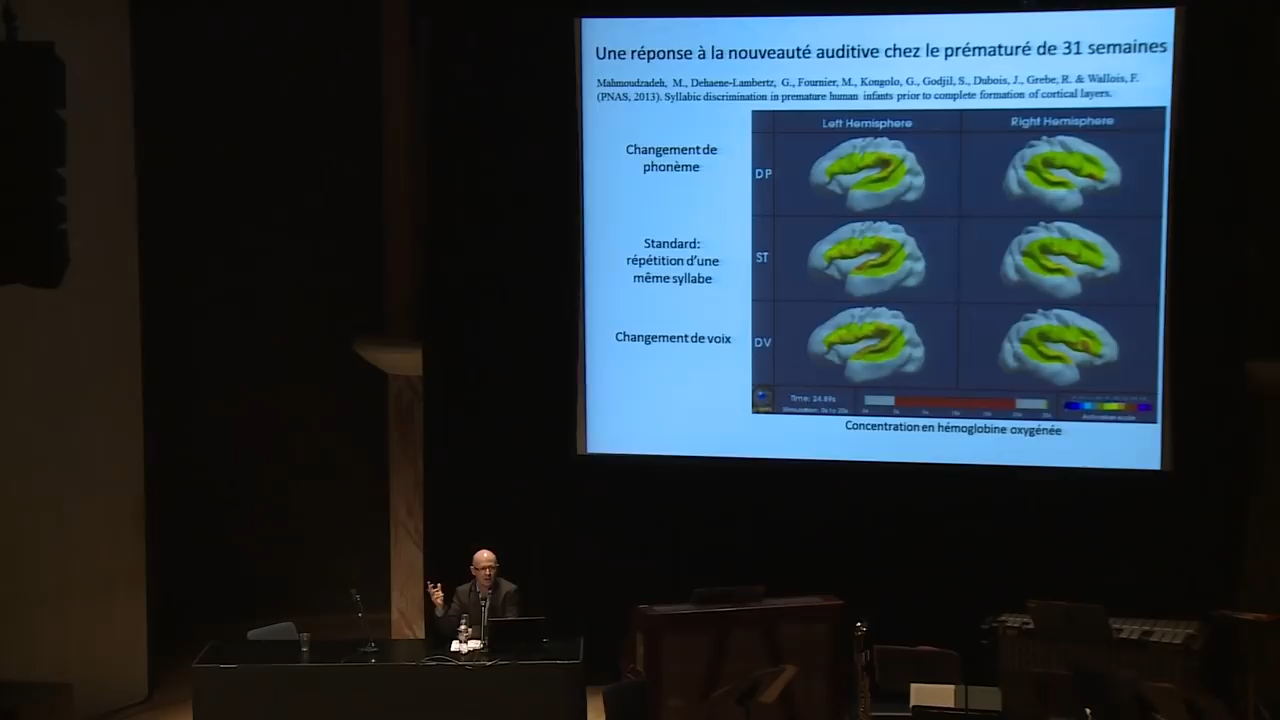 Une réponse à la nouveauté auditive chez le prématuré de 31 semaines
Mahmoudzadeh, M., Dehaene-Lambertz, G., Fournier, M., Kongolo, G., Godjil, S., Dubois, J., Grebe, R. & Wallois, F.
(PNAS, 2013). Syllabic discrimination in premature human infants prior to complete formation of cortical layers.
Left Hemisphere
Right Hemisphere
Changement de
phonème
DP
Standard:
répétition d'une
même syllabe
ST
Changement de voix
DV
Time: 24.89s
Concentration en hémoglobine oxygénée